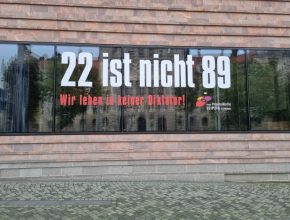 22 ist nicht 89
Wir leben in keiner Diktatur!